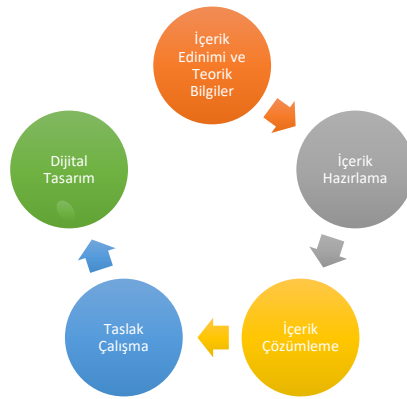 İçerik
Edinimi ve
Teorik
Bilgiler
İçerik
Hazırlama
İçerik
Çözümleme
Taslak
Çalışma
Dijital
Tasarım